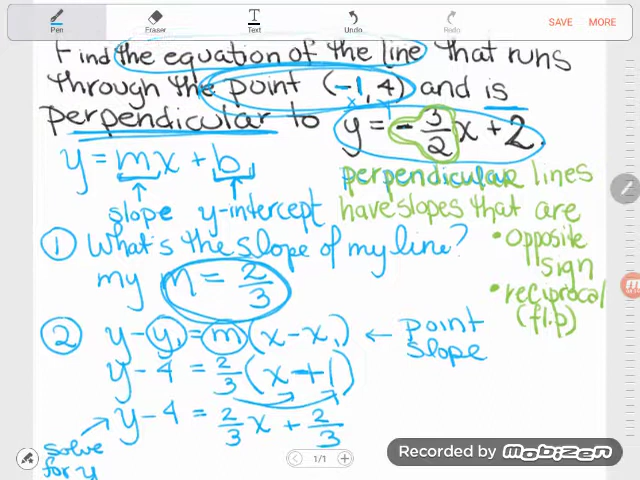 Pen
Eraser
Text
Undo
Redo
SAVE
MORE
Find the equation of the line that runs
through the point (-1, 4) and is
perpendicular to y = - 3/2 x + 2.
y = mx + b
slope y-intercept
perpendicular lines
have slopes that are
• opposite
sign
• reciprocal
(flip)
① What's the slope of my line?
my m = 2/3
② y - y₁ = m(x - x₁) ← point
slope
y - 4 = 2/3 (x + 1)
y - 4 = 2/3 x + 2/3
solve
for y
1/1
Recorded by Mobizen